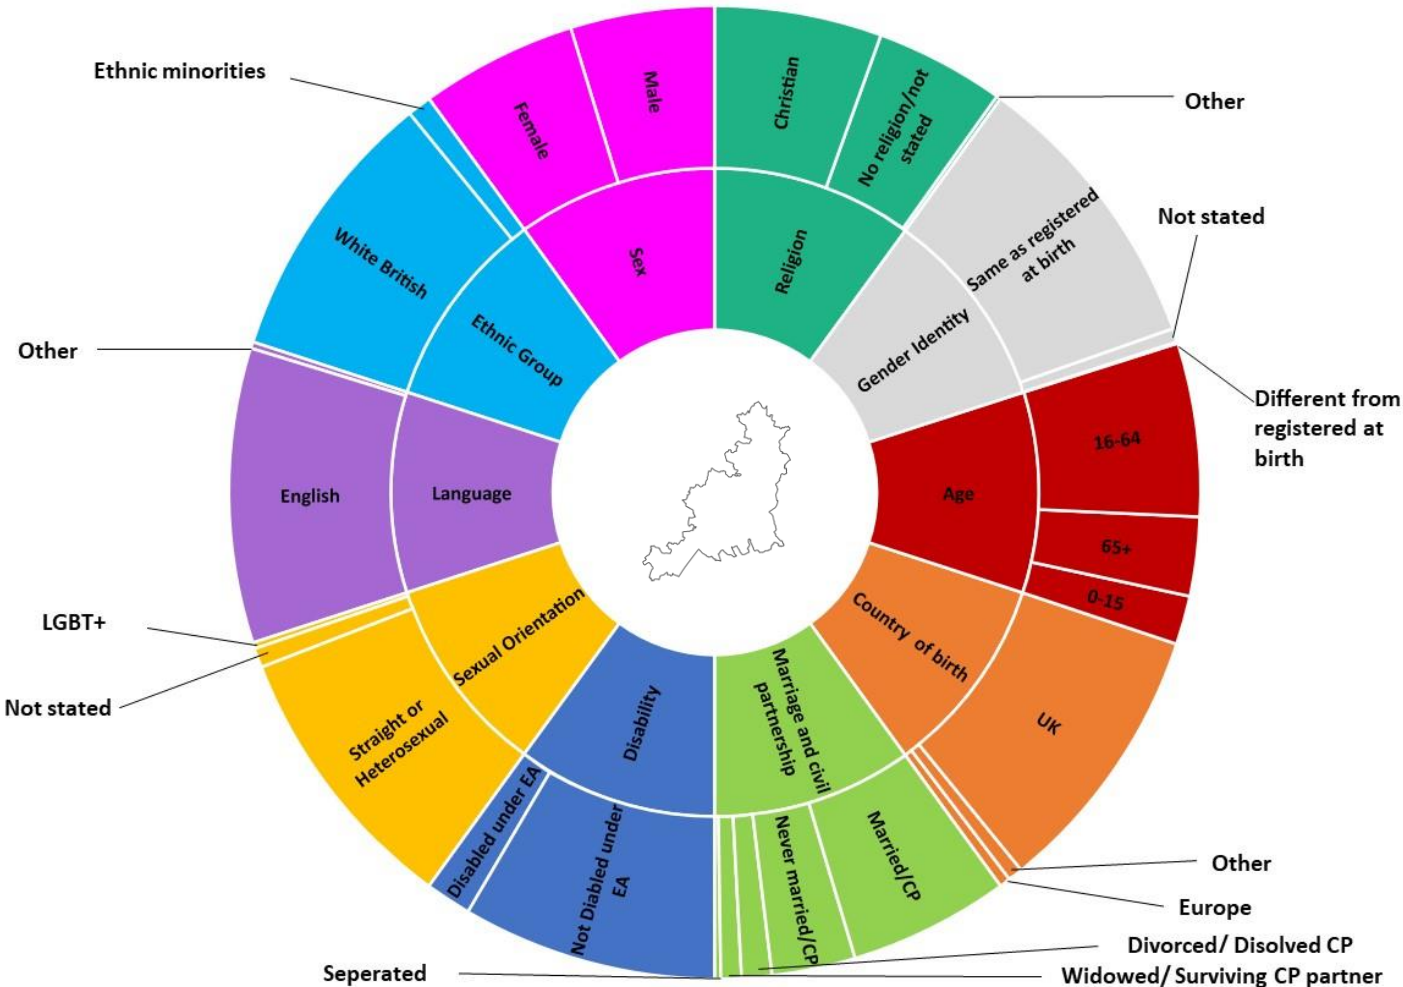 Ethnic minorities
Female
Male
Christian
No religion/not
stated
Other
White British
Sex
Religion
Same as registered
at birth
Not stated
Ethnic Group
Gender Identity
Other
Different from
registered at
birth
English
Language
Age
16-64
65+
0-15
LGBT+
Not stated
Sexual Orientation
Straight or
Heterosexual
Disability
Disabled under EA
Not Diabled under
EA
Marriage and civil
partnership
Country of birth
UK
Never married/CP
Married/CP
Other
Europe
Divorced/ Disolved CP
Seperated
Widowed/ Surviving CP partner